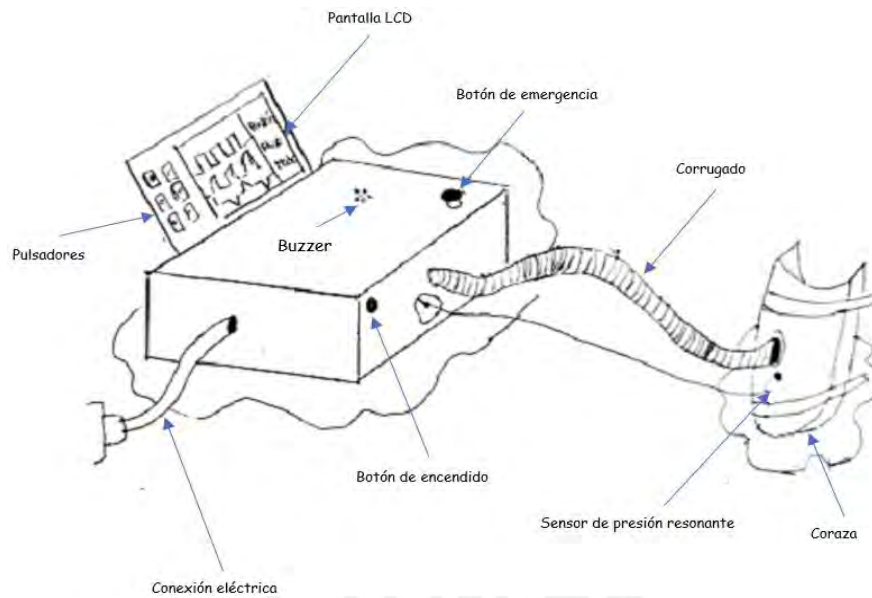 Pantalla LCD
Botón de emergencia
Corrugado
Pulsadores
Buzzer
Botón de encendido
Sensor de presión resonante
Coraza
Conexión eléctrica